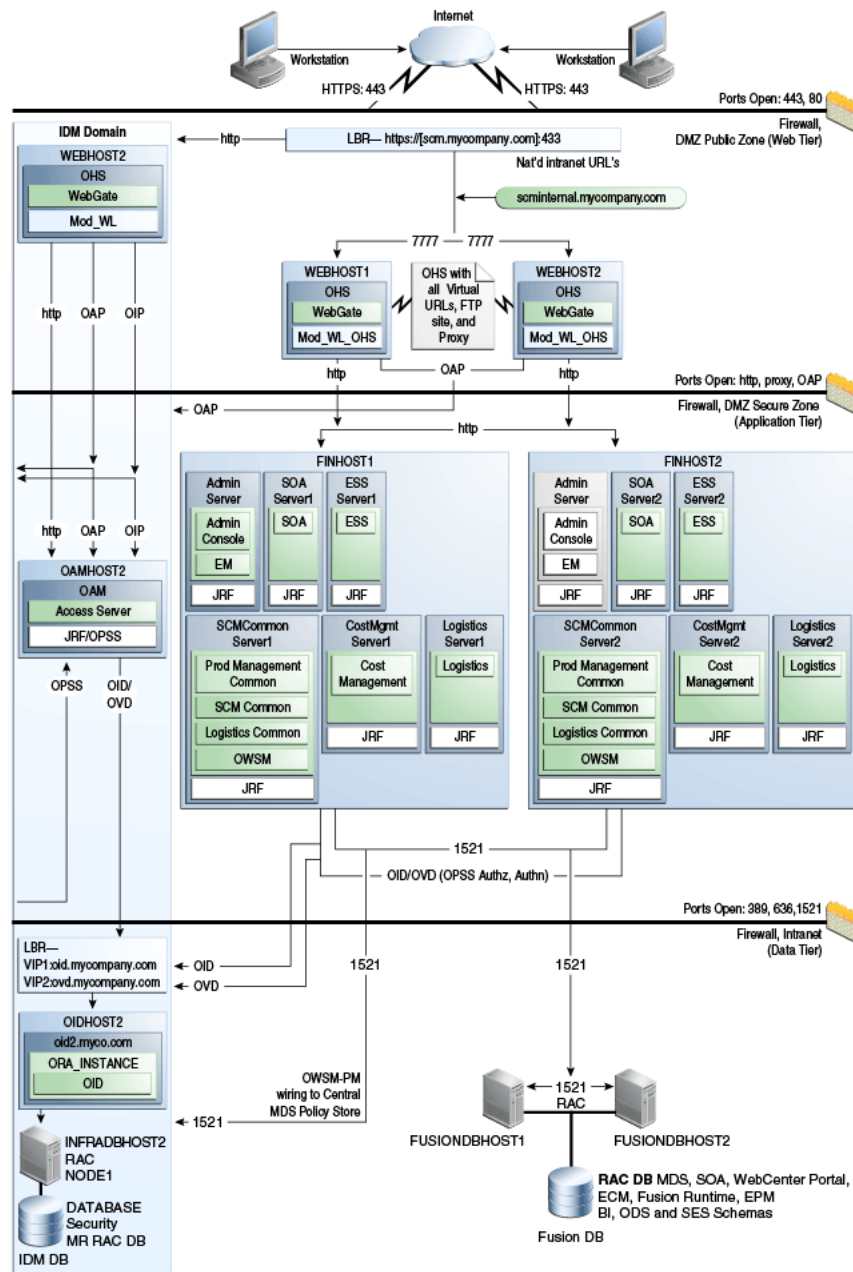 Internet
Workstation
Workstation
HTTPS: 443
HTTPS: 443
Ports Open: 443, 80
Firewall,
DMZ Public Zone (Web Tier)
IDM Domain
http
LBR— https://[scm.mycompany.com]:433
Nat'd intranet URL's
scminternal.mycompany.com
WEBHOST2
OHS
WebGate
Mod_WL
7777
7777
WEBHOST1
OHS
WebGate
Mod_WL_OHS
OHS with
all Virtual
URLs, FTP
site, and
Proxy
WEBHOST2
OHS
WebGate
Mod_WL_OHS
http
OAP
OIP
http
OAP
http
Ports Open: http, proxy, OAP
OAP
Firewall, DMZ Secure Zone
(Application Tier)
http
FINHOST1
Admin
Server
Admin
Console
EM
JRF
SOA
Server1
SOA
JRF
ESS
Server1
ESS
JRF
SCMCommon
Server1
Prod Management
Common
SCM Common
Logistics Common
OWSM
JRF
CostMgmt
Server1
Cost
Management
JRF
Logistics
Server1
Logistics
JRF
FINHOST2
Admin
Server
Admin
Console
EM
JRF
SOA
Server2
SOA
JRF
ESS
Server2
ESS
JRF
SCMCommon
Server2
Prod Management
Common
SCM Common
Logistics Common
OWSM
JRF
CostMgmt
Server2
Cost
Management
JRF
Logistics
Server2
Logistics
JRF
http
OAP
OIP
OAMHOST2
OAM
Access Server
JRF/OPSS
OPSS
OID/
OVD
1521
OID/OVD (OPSS Authz, Authn)
Ports Open: 389, 636,1521
Firewall, Intranet
(Data Tier)
LBR—
VIP1:oid.mycompany.com
VIP2:ovd.mycompany.com
OID
OVD
1521
1521
OIDHOST2
oid2.myco.com
ORA_INSTANCE
OID
OWSM-PM
wiring to Central
MDS Policy Store
1521
1521
RAC
FUSIONDBHOST1
FUSIONDBHOST2
INFRADBHOST2
RAC
NODE1
DATABASE
Security
MR RAC DB
IDM DB
RAC DB MDS, SOA, WebCenter Portal,
ECM, Fusion Runtime, EPM
BI, ODS and SES Schemas
Fusion DB